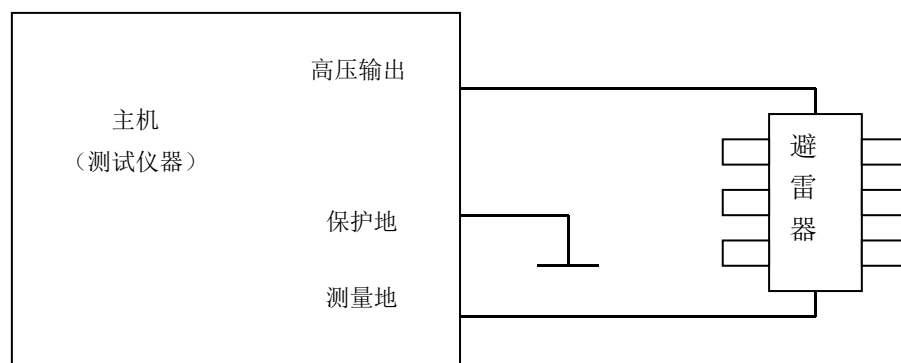 高压输出
主机
（测试仪器）
保护地
测量地
避雷器